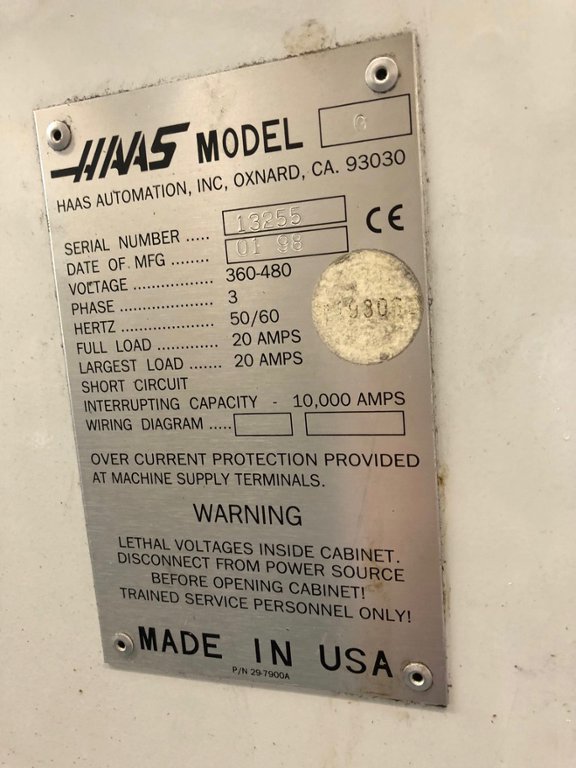 HAAS MODEL
HAAS AUTOMATION, INC, OXNARD, CA. 93030
SERIAL NUMBER ..... 13255
DATE OF MFG ........ 01 98
CE
VOLTAGE ................. 360-480
PHASE .................... 3
HERTZ .................... 50/60
FULL LOAD ............. 20 AMPS
LARGEST LOAD ....... 20 AMPS
SHORT CIRCUIT
INTERRUPTING CAPACITY - 10,000 AMPS
WIRING DIAGRAM .....
OVER CURRENT PROTECTION PROVIDED
AT MACHINE SUPPLY TERMINALS.
WARNING
LETHAL VOLTAGES INSIDE CABINET.
DISCONNECT FROM POWER SOURCE
BEFORE OPENING CABINET!
TRAINED SERVICE PERSONNEL ONLY!
MADE IN USA
P/N 29-7900A